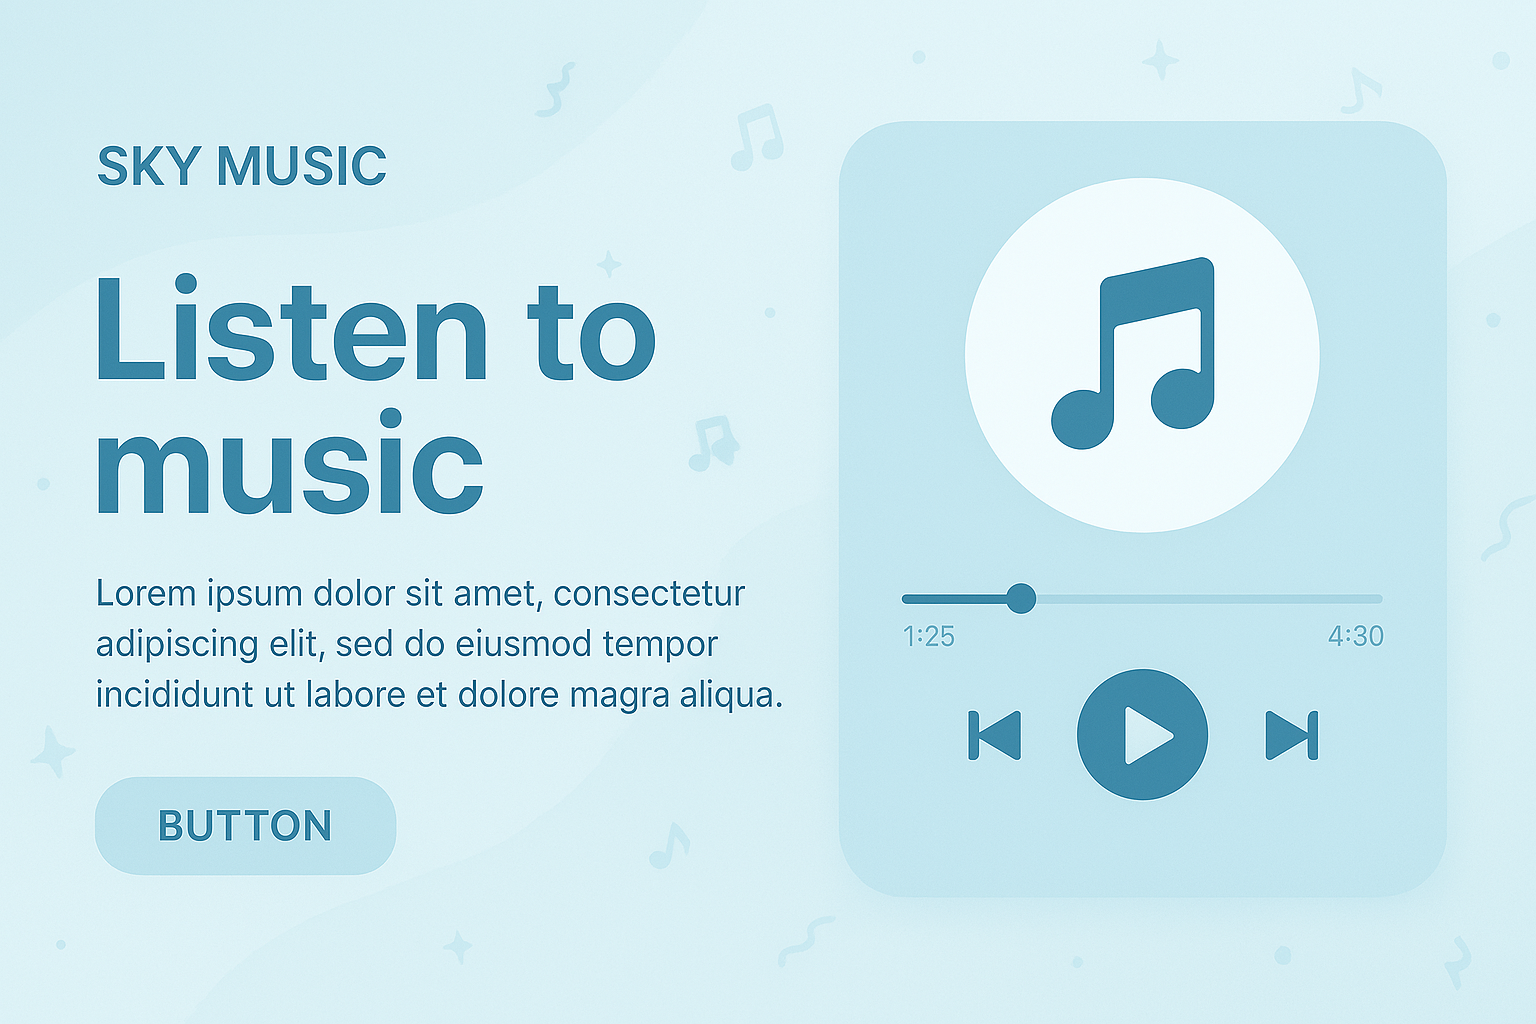 SKY MUSIC
Listen to
music
Lorem ipsum dolor sit amet, consectetur
adipiscing elit, sed do eiusmod tempor
incididunt ut labore et dolore magra aliqua.
BUTTON
1:25
4:30